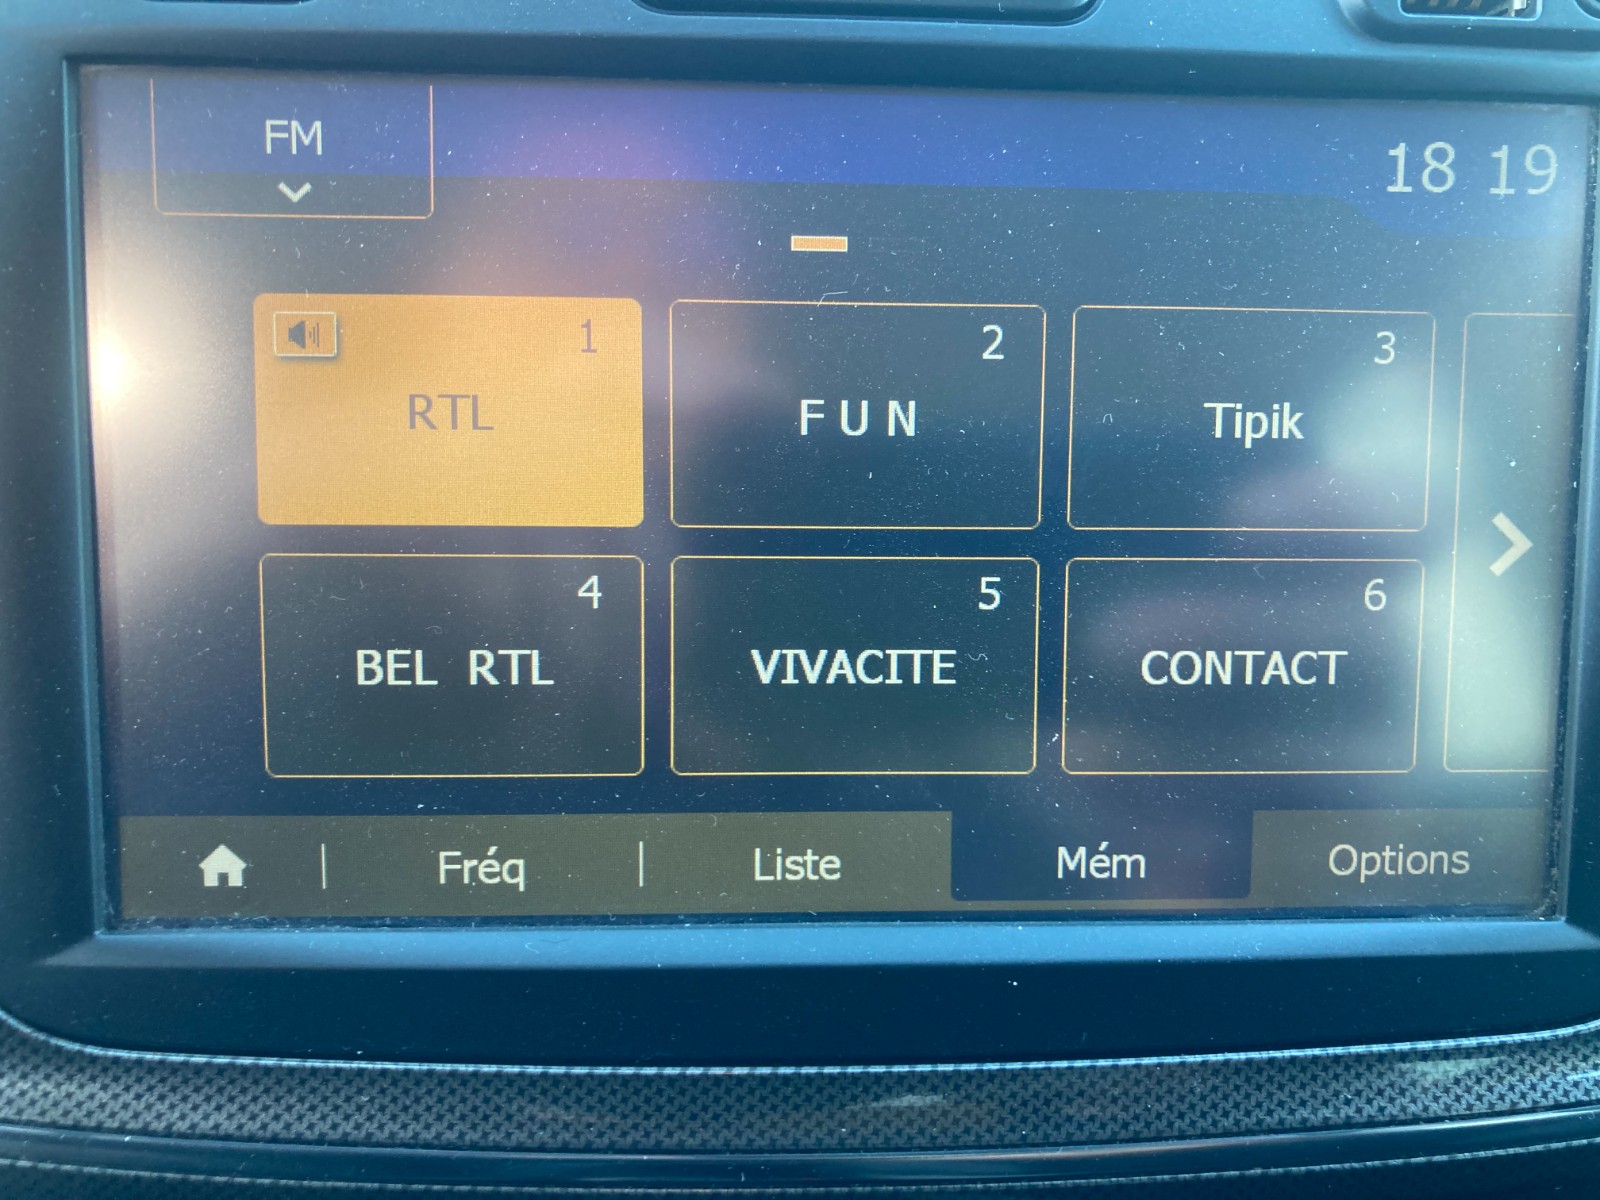 FM
18 19
1
RTL
2
F U N
3
Tipik
4
BEL RTL
5
VIVACITE
6
CONTACT
Fréq
Liste
Mém
Options